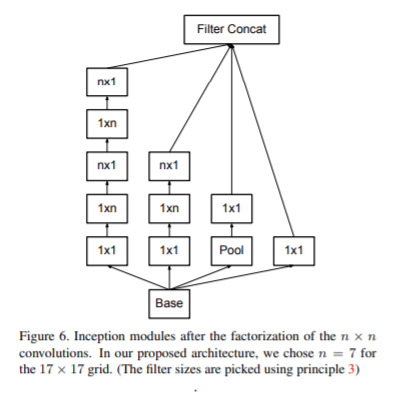 Filter Concat
nx1
1xn
nx1
nx1
1xn
1xn
1x1
1x1
1x1
Pool
1x1
Base
Figure 6. Inception modules after the factorization of the n × n
convolutions. In our proposed architecture, we chose n = 7 for
the 17 × 17 grid. (The filter sizes are picked using principle 3)
.